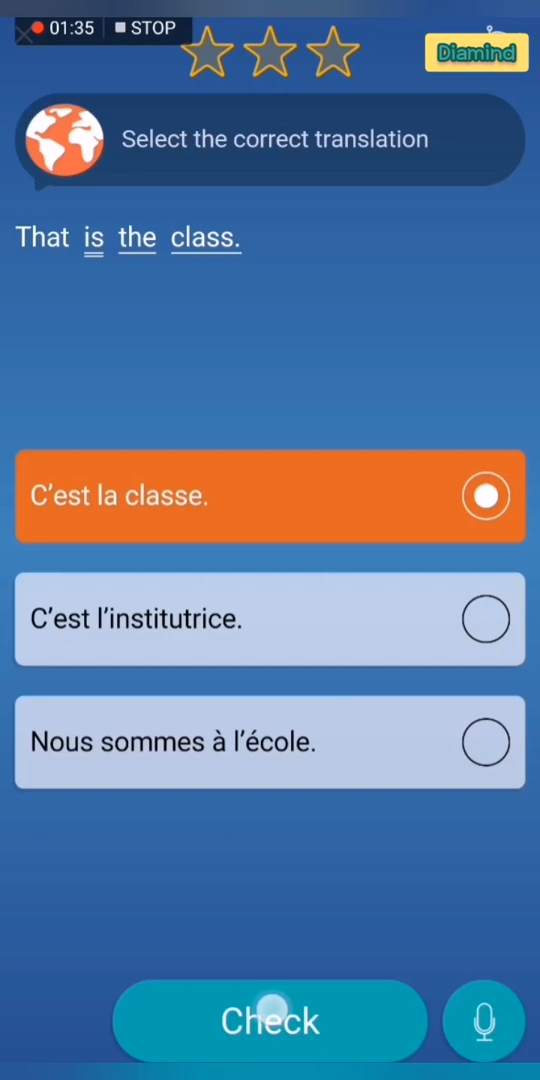 01:35 STOP
Diamind
Select the correct translation
That is the class.
C’est la classe.
C’est l’institutrice.
Nous sommes à l’école.
Check